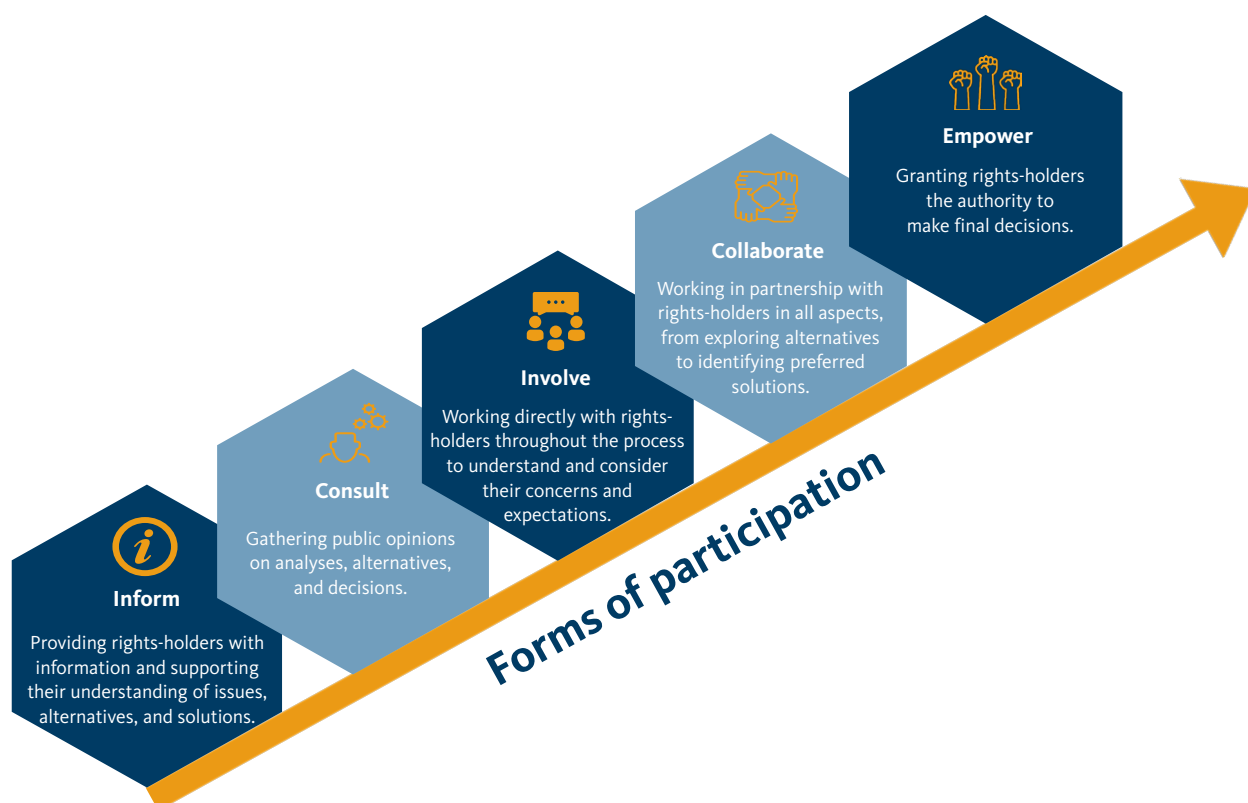 Empower
Granting rights-holders
the authority to
make final decisions.
Collaborate
Working in partnership with
rights-holders in all aspects,
from exploring alternatives
to identifying preferred
solutions.
Involve
Working directly with rights-
holders throughout the process
to understand and consider
their concerns and
expectations.
Consult
Gathering public opinions
on analyses, alternatives,
and decisions.
Inform
Providing rights-holders with
information and supporting
their understanding of issues,
alternatives, and solutions.
Forms of participation